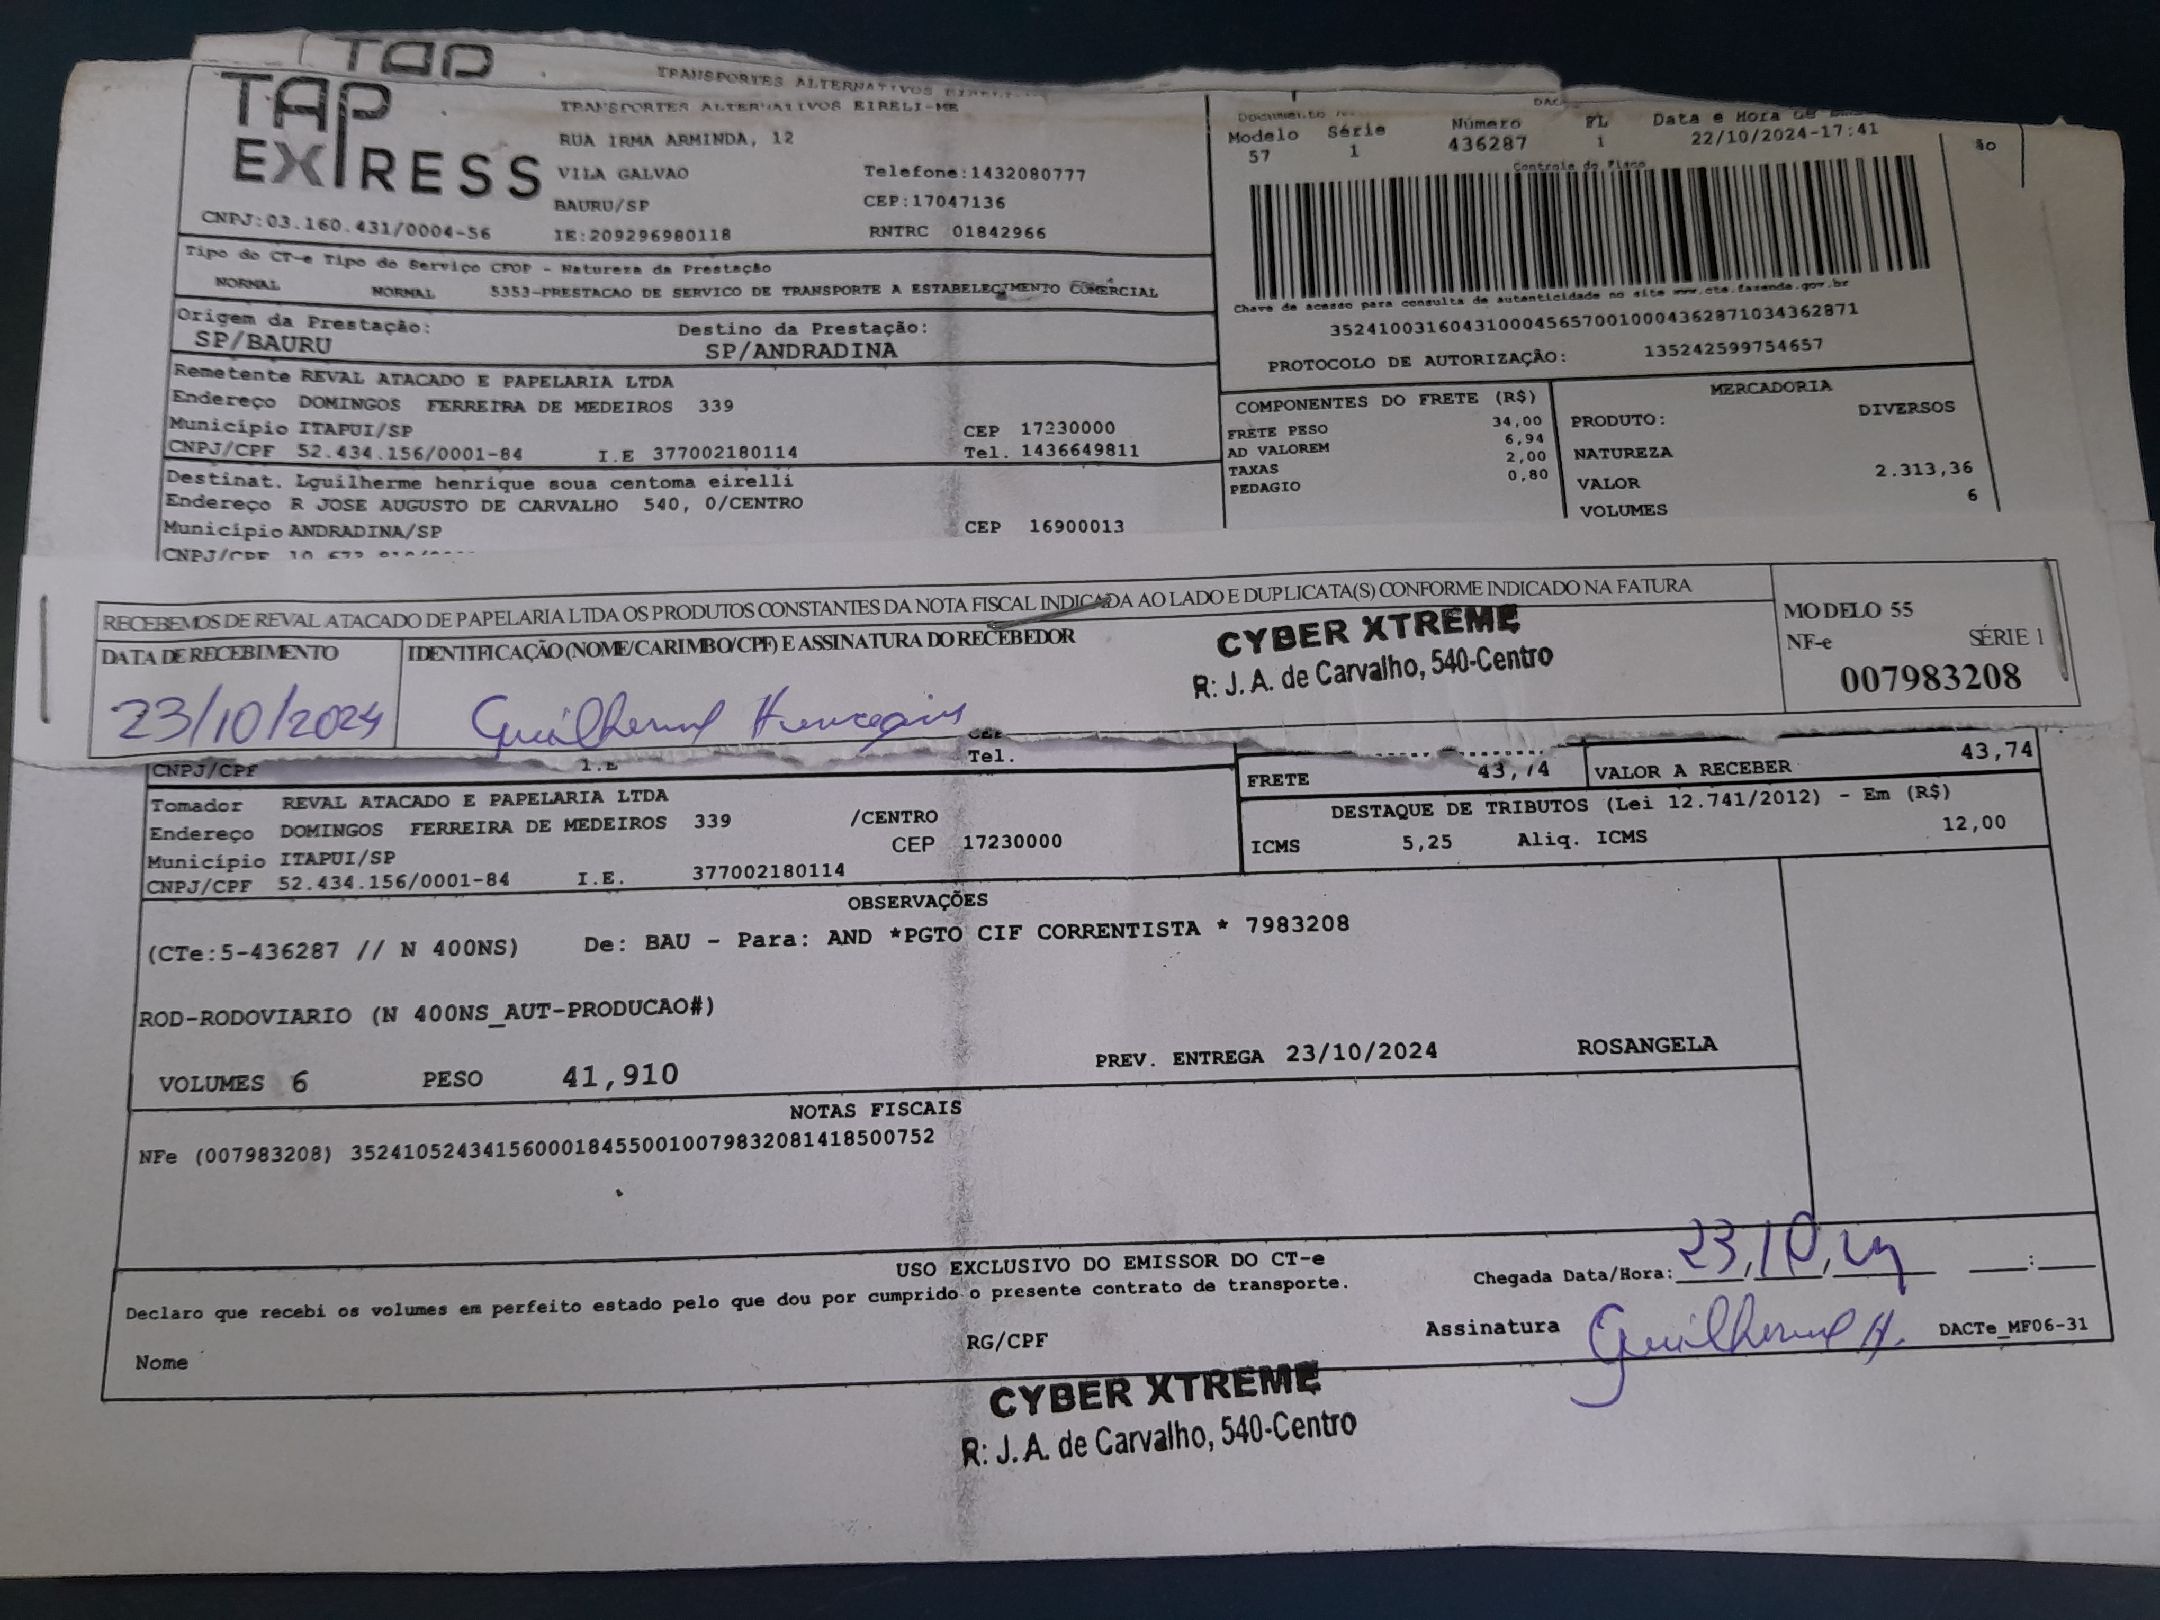 TAP
TRANSPORTES ALTERNATIVOS
TAP EXPRESS
TRANSPORTES ALTERNATIVOS EIRELI-ME
RUA IRMA ARMINDA, 12
VILA GALVAO
Telefone:1432080777
BAURU/SP
CEP:17047136
CNPJ:03.160.431/0004-56
IE:209296980118
RNTRC 01842966
Modelo Série Número FL Data e Hora de
57 1 436287 1 22/10/2024-17:41
ão
Controle do Fisco
Chave de acesso para consulta de autenticidade no site www.cte.fazenda.gov.br
35241003160431000456570010004362871034362871
PROTOCOLO DE AUTORIZAÇÃO: 135242599754657
Tipo do CT-e Tipo do Serviço CFOP - Natureza da Prestação
NORMAL NORMAL 5353-PRESTACAO DE SERVICO DE TRANSPORTE A ESTABELECIMENTO COMERCIAL
Origem da Prestação: Destino da Prestação:
SP/BAURU SP/ANDRADINA
Remetente REVAL ATACADO E PAPELARIA LTDA
Endereço DOMINGOS FERREIRA DE MEDEIROS 339
Município ITAPUI/SP CEP 17230000
CNPJ/CPF 52.434.156/0001-84 I.E 377002180114 Tel. 1436649811
Destinat. Lguilherme henrique soua centoma eirelli
Endereço R JOSE AUGUSTO DE CARVALHO 540, 0/CENTRO
Município ANDRADINA/SP CEP 16900013
CNPJ/CPF
COMPONENTES DO FRETE (R$)
FRETE PESO 34,00
AD VALOREM 6,94
TAXAS 2,00
PEDAGIO 0,80
MERCADORIA
PRODUTO: DIVERSOS
NATUREZA
VALOR 2.313,36
VOLUMES 6
RECEBEMOS DE REVAL ATACADO DE PAPELARIA LTDA OS PRODUTOS CONSTANTES DA NOTA FISCAL INDICADA AO LADO E DUPLICATA(S) CONFORME INDICADO NA FATURA
DATA DE RECEBIMENTO
IDENTIFICAÇÃO (NOME/CARIMBO/CPF) E ASSINATURA DO RECEBEDOR
CYBER XTREME
R: J. A. de Carvalho, 540-Centro
23/10/2024
Guilherme
MODELO 55
NF-e SÉRIE 1
007983208
CNPJ/CPF I.E Tel.
FRETE 43,74
VALOR A RECEBER 43,74
Tomador REVAL ATACADO E PAPELARIA LTDA
Endereço DOMINGOS FERREIRA DE MEDEIROS 339 /CENTRO
Município ITAPUI/SP CEP 17230000
CNPJ/CPF 52.434.156/0001-84 I.E. 377002180114
DESTAQUE DE TRIBUTOS (Lei 12.741/2012) - Em (R$)
ICMS 5,25 Aliq. ICMS 12,00
OBSERVAÇÕES
(CTe:5-436287 // N 400NS) De: BAU - Para: AND *PGTO CIF CORRENTISTA * 7983208
ROD-RODOVIARIO (N 400NS_AUT-PRODUCAO#)
VOLUMES 6 PESO 41,910 PREV. ENTREGA 23/10/2024 ROSANGELA
NOTAS FISCAIS
NFe (007983208) 35241052434156000184550010079832081418500752
USO EXCLUSIVO DO EMISSOR DO CT-e
Declaro que recebi os volumes em perfeito estado pelo que dou por cumprido o presente contrato de transporte.
Chegada Data/Hora: 23/10/24 :
Nome RG/CPF Assinatura Guilherme H. DACTe_MF06-31
CYBER XTREME
R: J. A. de Carvalho, 540-Centro